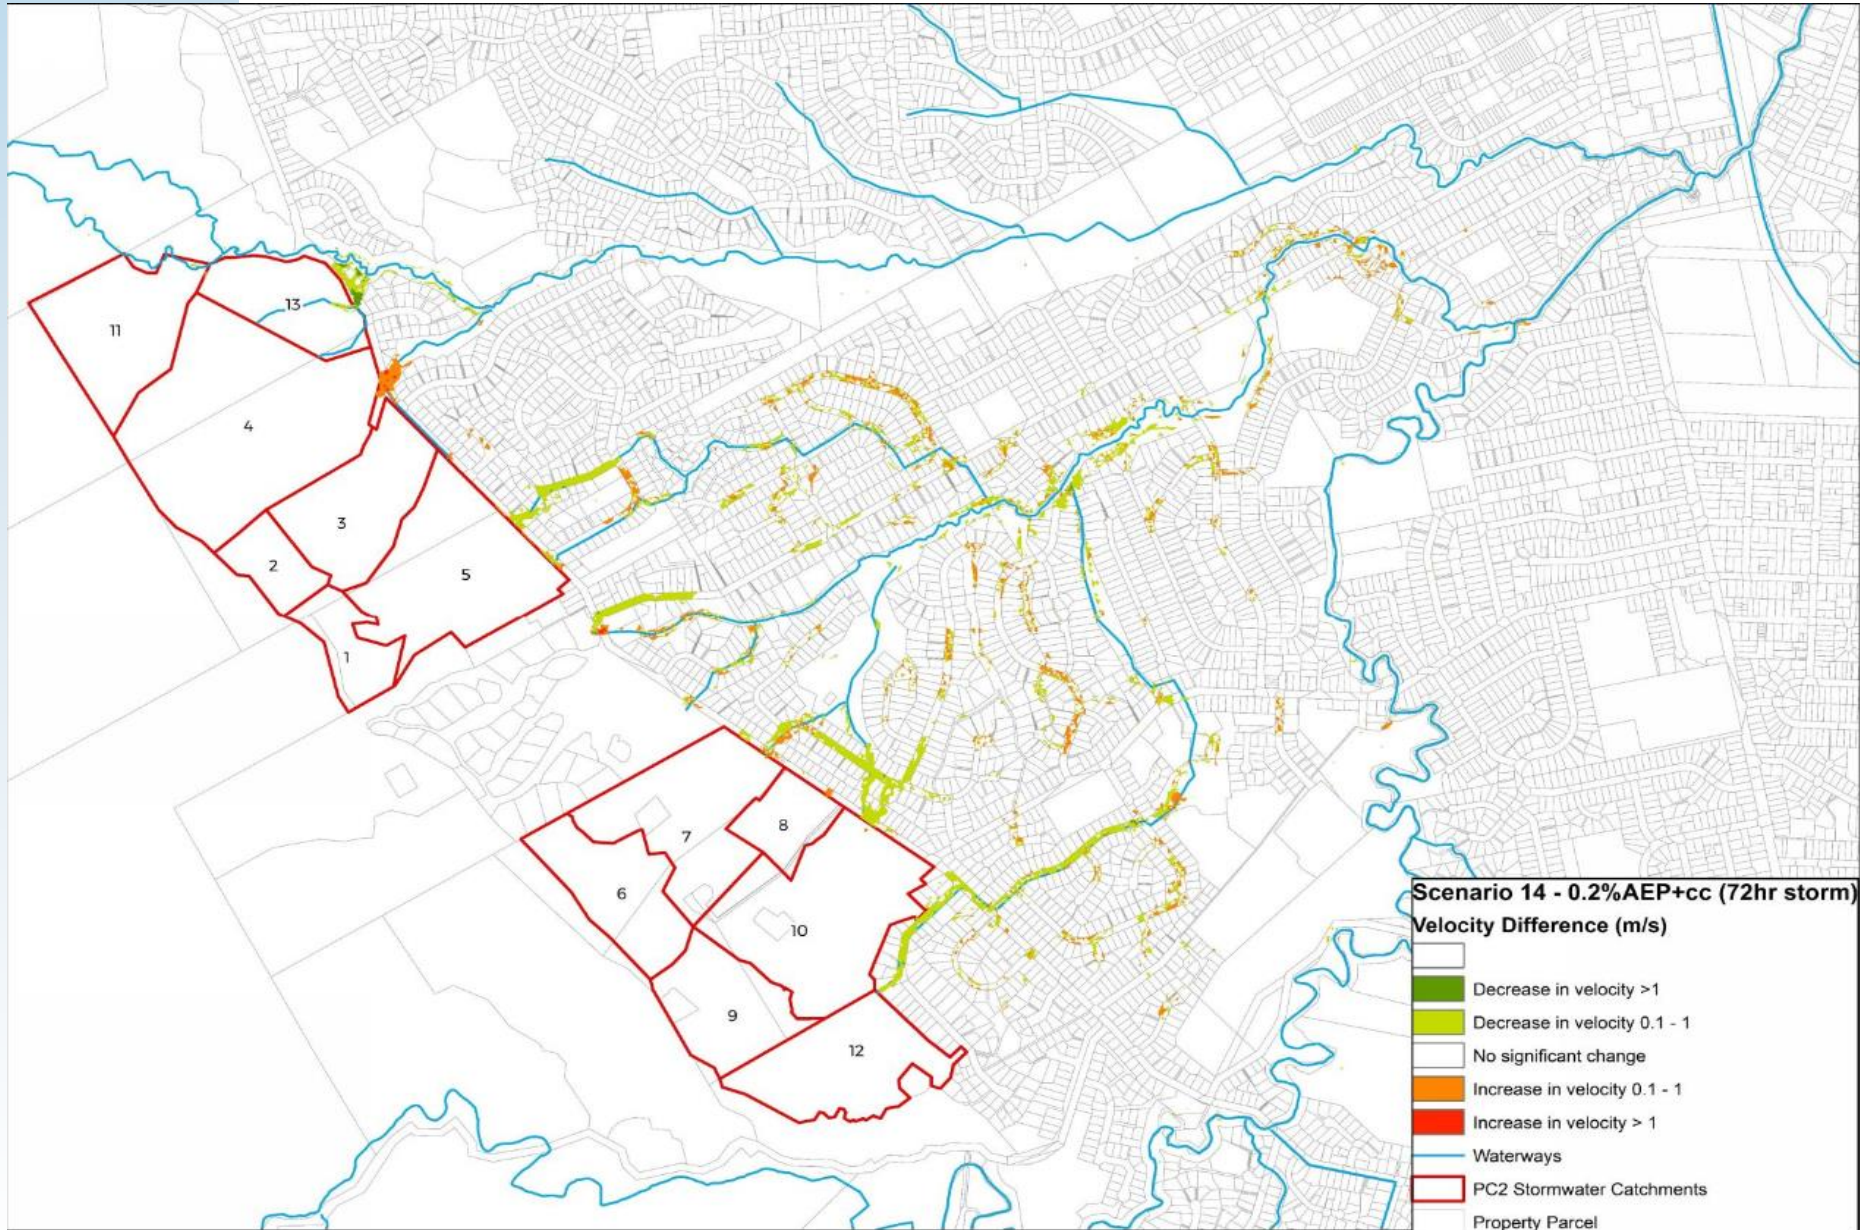 13
11
4
3
2
5
1
7
8
6
10
9
12
Scenario 14 - 0.2%AEP+cc (72hr storm)
Velocity Difference (m/s)
Decrease in velocity >1
Decrease in velocity 0.1 - 1
No significant change
Increase in velocity 0.1 - 1
Increase in velocity > 1
Waterways
PC2 Stormwater Catchments
Property Parcel